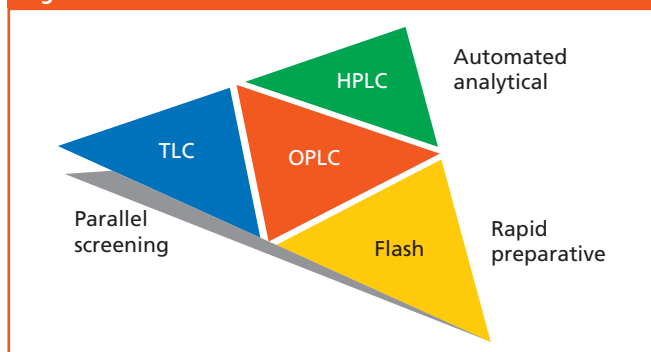 HPLC
Automated
analytical
TLC
OPLC
Parallel
screening
Flash
Rapid
preparative